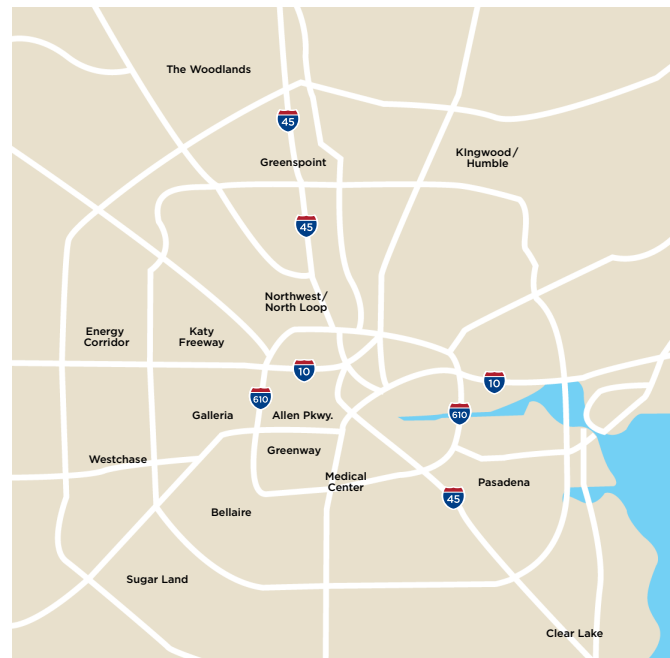 The Woodlands
45
Greenspoint
KIngwood/
Humble
45
Northwest/
North Loop
Energy
Corridor
Katy
Freeway
10
10
610
610
Galleria
Allen Pkwy.
Greenway
Westchase
Medical
Center
Pasadena
45
Bellaire
Sugar Land
Clear Lake